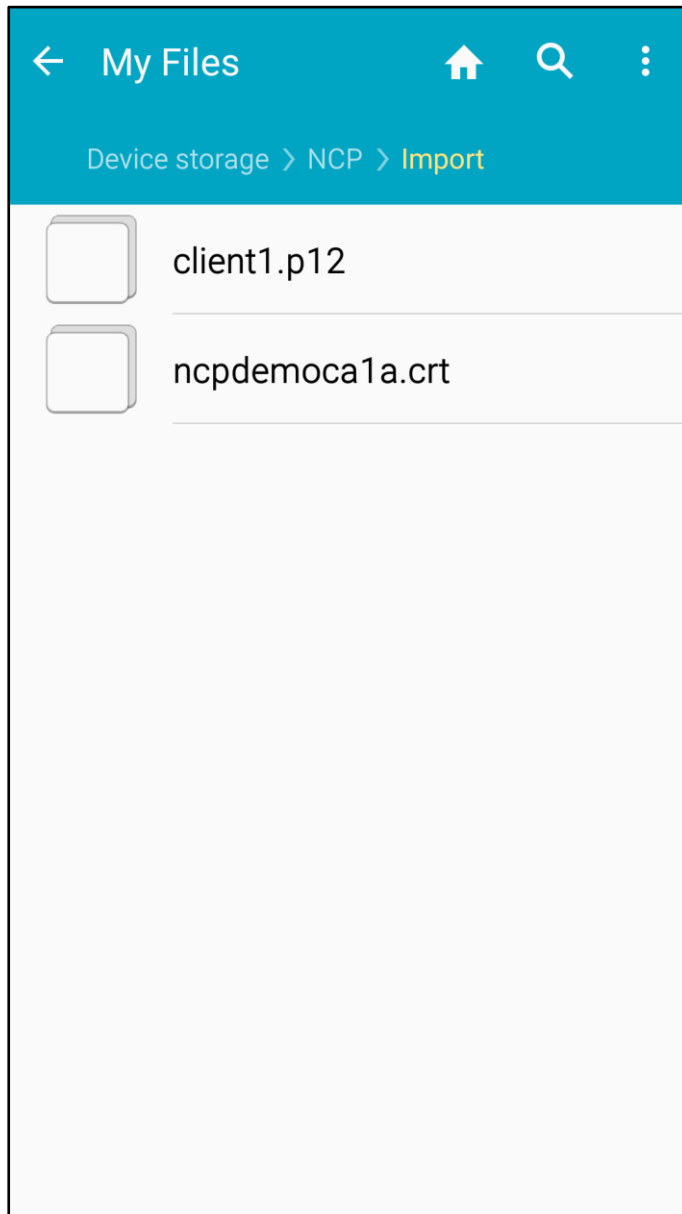 My Files
Device storage > NCP > Import
client1.p12
ncpdemoca1a.crt